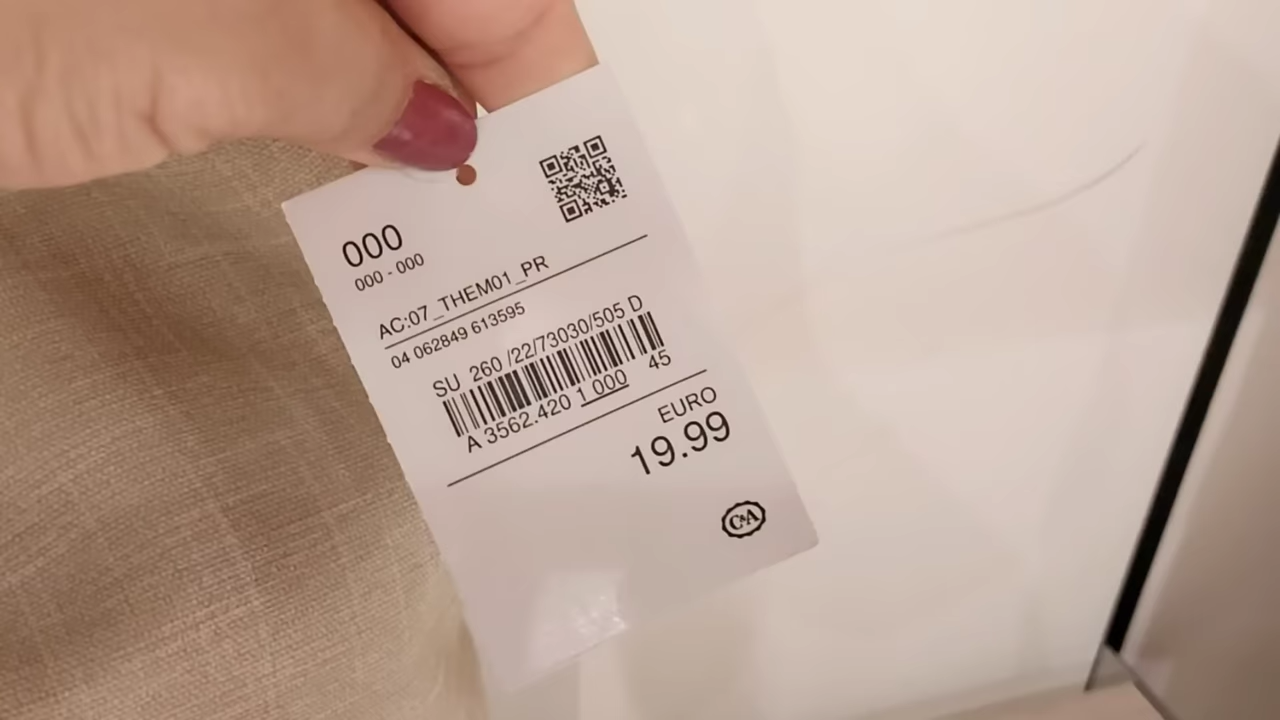 000
000 - 000
AC:07_THEM01_PR
04 062849 613595
SU 260 /22/73030/505 D
A 3562.420 1 000 45
EURO
19.99
C&A